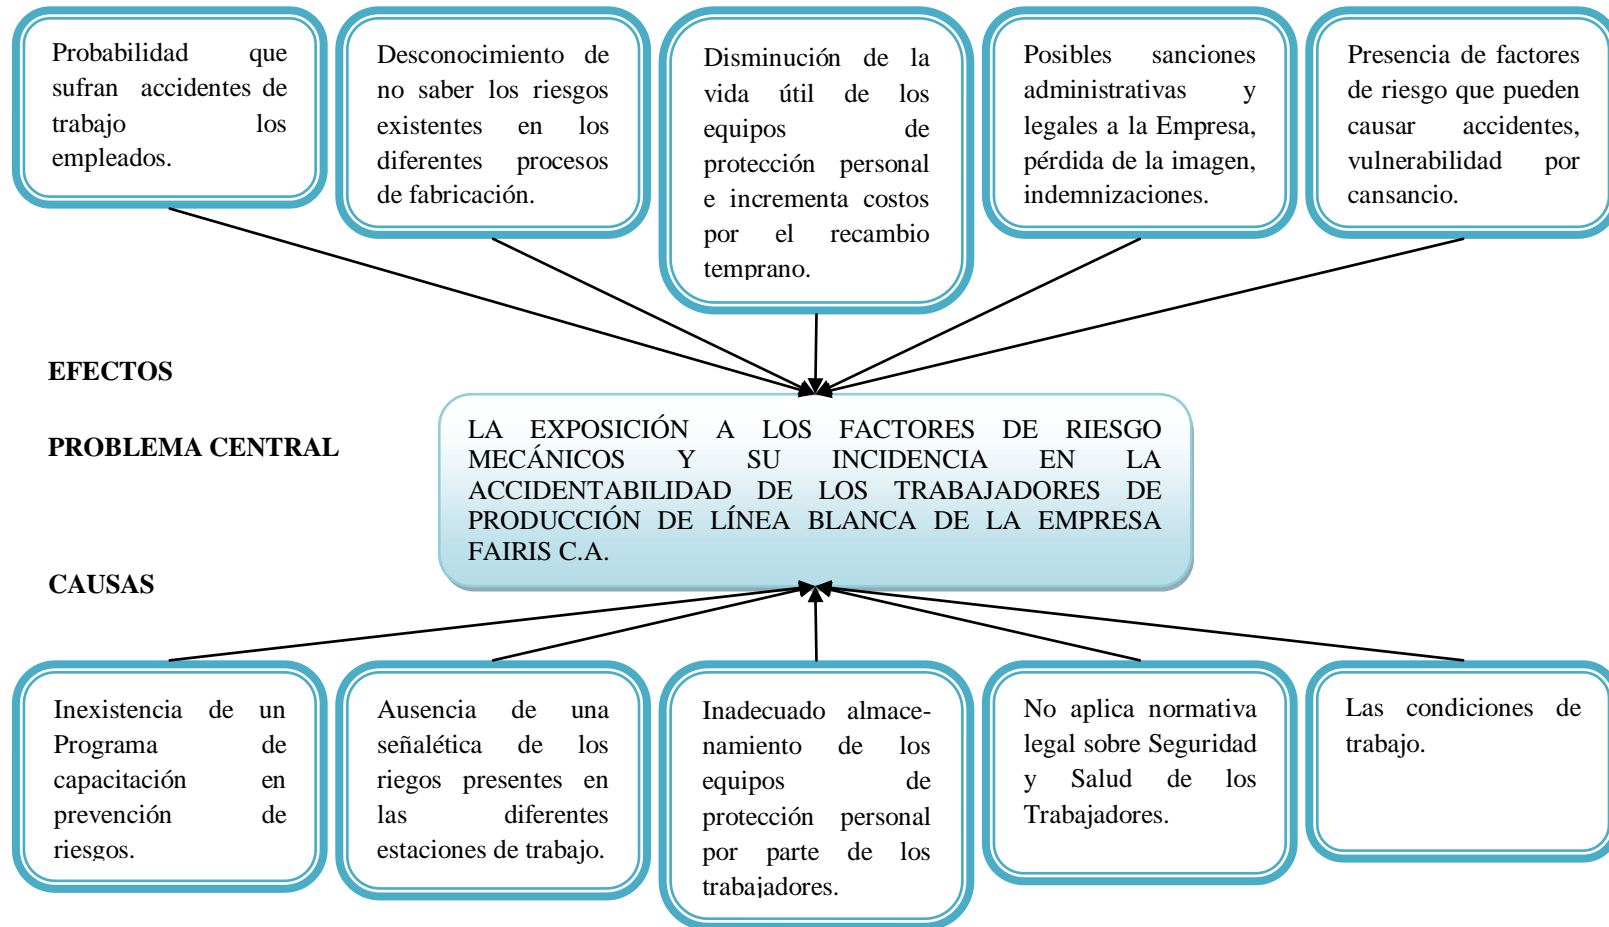 Probabilidad que
sufran accidentes de
trabajo los
empleados.
Desconocimiento de
no saber los riesgos
existentes en los
diferentes procesos
de fabricación.
Disminución de la
vida útil de los
equipos de
protección personal
e incrementa costos
por el recambio
temprano.
Posibles sanciones
administrativas y
legales a la Empresa,
pérdida de la imagen,
indemnizaciones.
Presencia de factores
de riesgo que pueden
causar accidentes,
vulnerabilidad por
cansancio.
EFECTOS
PROBLEMA CENTRAL
LA EXPOSICIÓN A LOS FACTORES DE RIESGO
MECÁNICOS Y SU INCIDENCIA EN LA
ACCIDENTABILIDAD DE LOS TRABAJADORES DE
PRODUCCIÓN DE LÍNEA BLANCA DE LA EMPRESA
FAIRIS C.A.
CAUSAS
Inexistencia de un
Programa de
capacitación en
prevención de
riesgos.
Ausencia de una
señalética de los
riegos presentes en
las diferentes
estaciones de trabajo.
Inadecuado almace-
namiento de los
equipos de
protección personal
por parte de los
trabajadores.
No aplica normativa
legal sobre Seguridad
y Salud de los
Trabajadores.
Las condiciones de
trabajo.